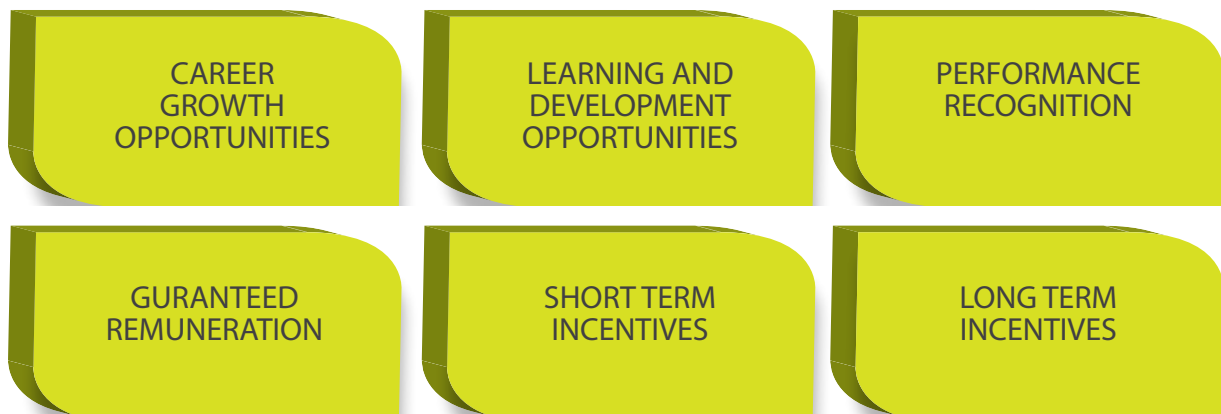 CAREER
GROWTH
OPPORTUNITIES
LEARNING AND
DEVELOPMENT
OPPORTUNITIES
PERFORMANCE
RECOGNITION
GURANTEED
REMUNERATION
SHORT TERM
INCENTIVES
LONG TERM
INCENTIVES